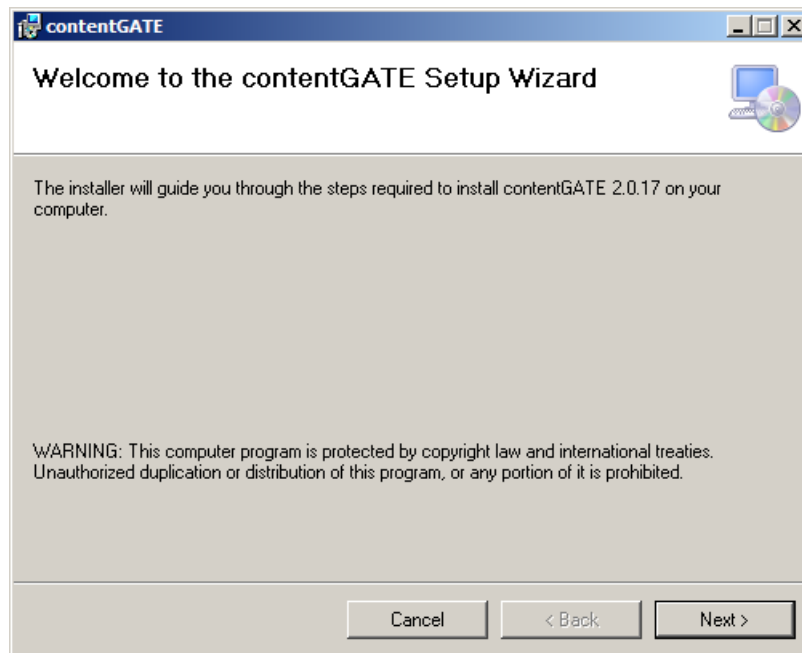 contentGATE
Welcome to the contentGATE Setup Wizard
The installer will guide you through the steps required to install contentGATE 2.0.17 on your
computer.
WARNING: This computer program is protected by copyright law and international treaties.
Unauthorized duplication or distribution of this program, or any portion of it is prohibited.
Cancel
< Back
Next >